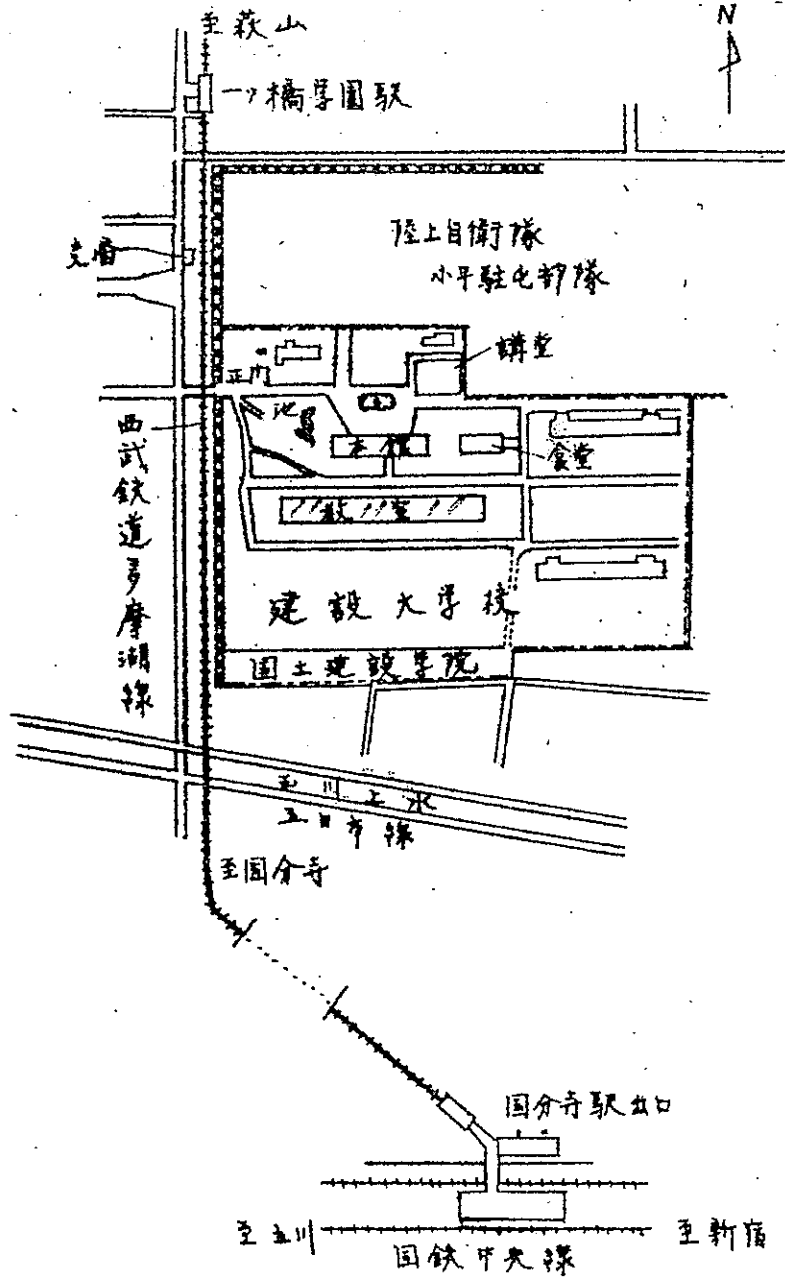 至萩山
N
一ツ橋学園駅
陸上自衛隊
小平駐屯部隊
交番
講堂
正門
池
本館
食堂
西武鉄道多摩湖線
教室
建設大学校
国土建設学院
玉川上水
五日市線
至国分寺
国分寺駅出口
至立川
至新宿
国鉄中央線